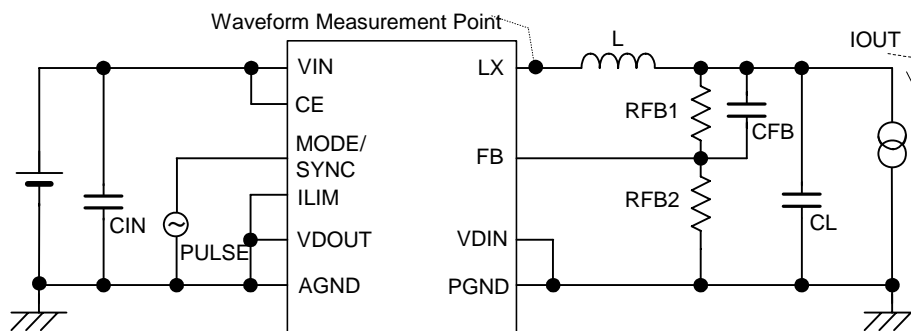 Waveform Measurement Point
L
IOUT
VIN
LX
CE
RFB1
CFB
MODE/
SYNC
FB
ILIM
RFB2
CIN
CL
PULSE
VDOUT
VDIN
AGND
PGND